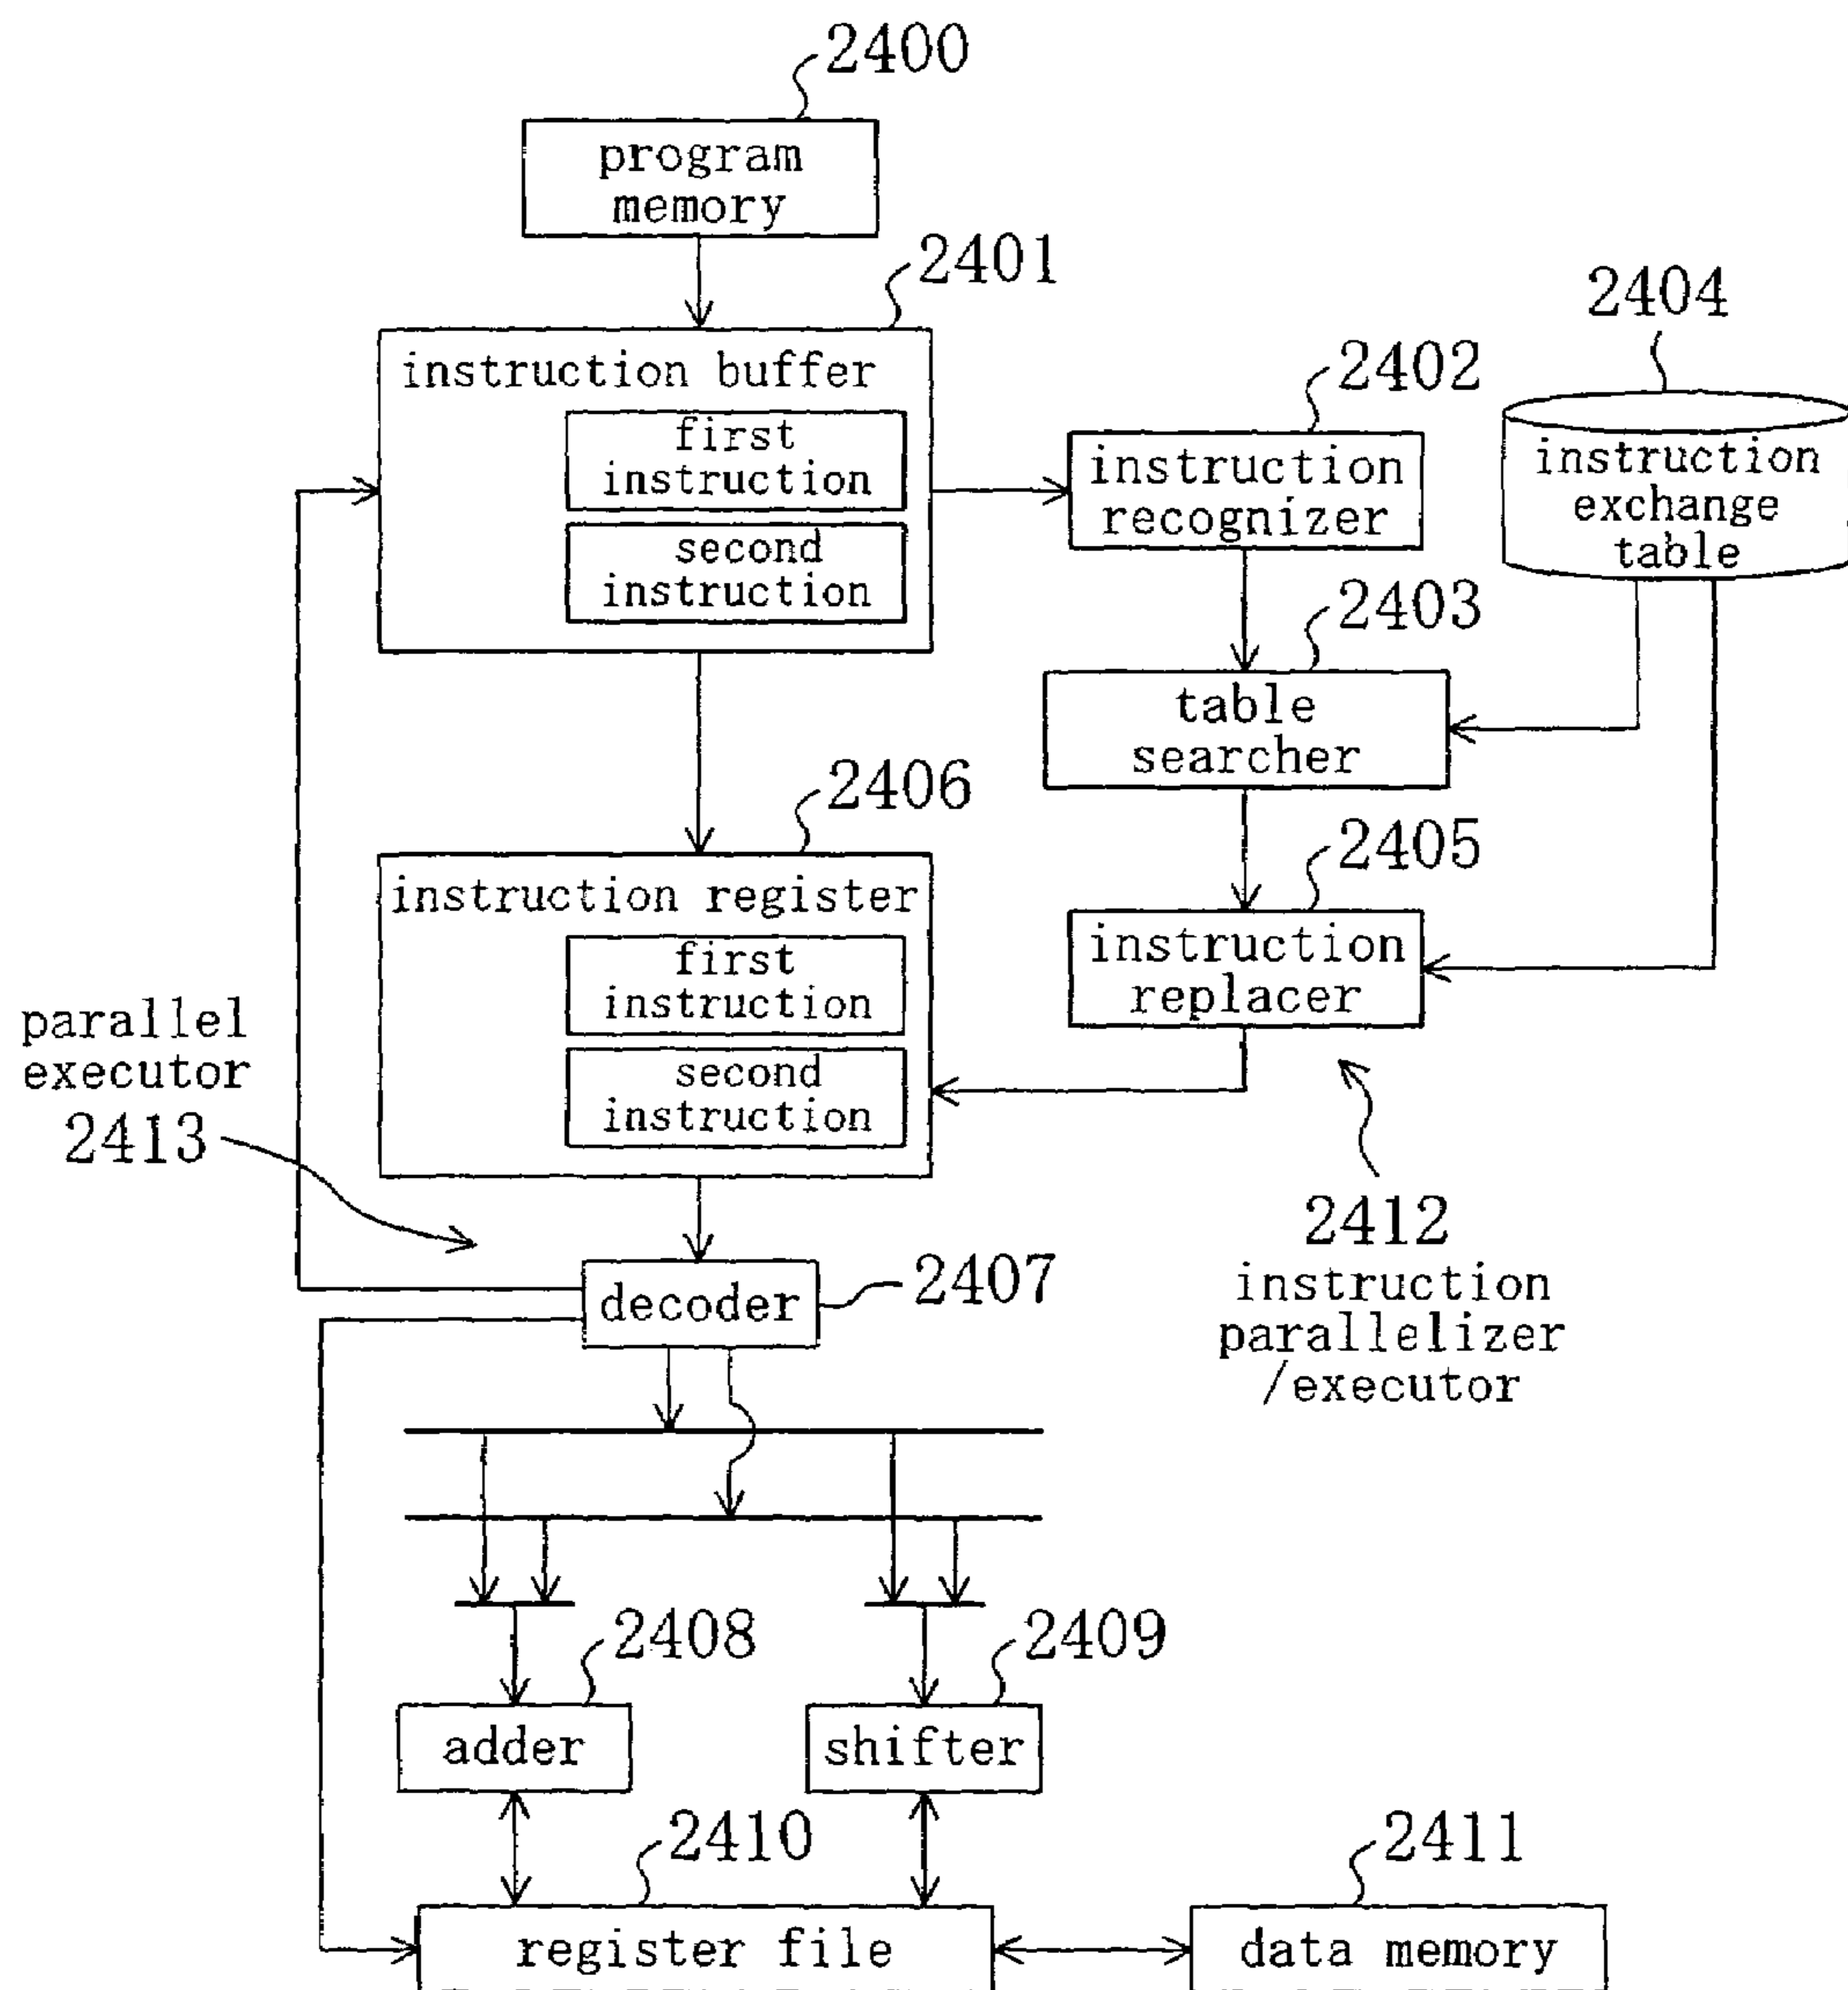 2400
program
memory
2401
instruction buffer
first
instruction
second
instruction
2402
instruction
recognizer
2404
instruction
exchange
table
2403
table
searcher
2406
instruction register
first
instruction
second
instruction
2405
instruction
replacer
parallel
executor
2413
2412
instruction
parallelizer
/executor
decoder
2407
2408
adder
2409
shifter
2410
register file
2411
data memory